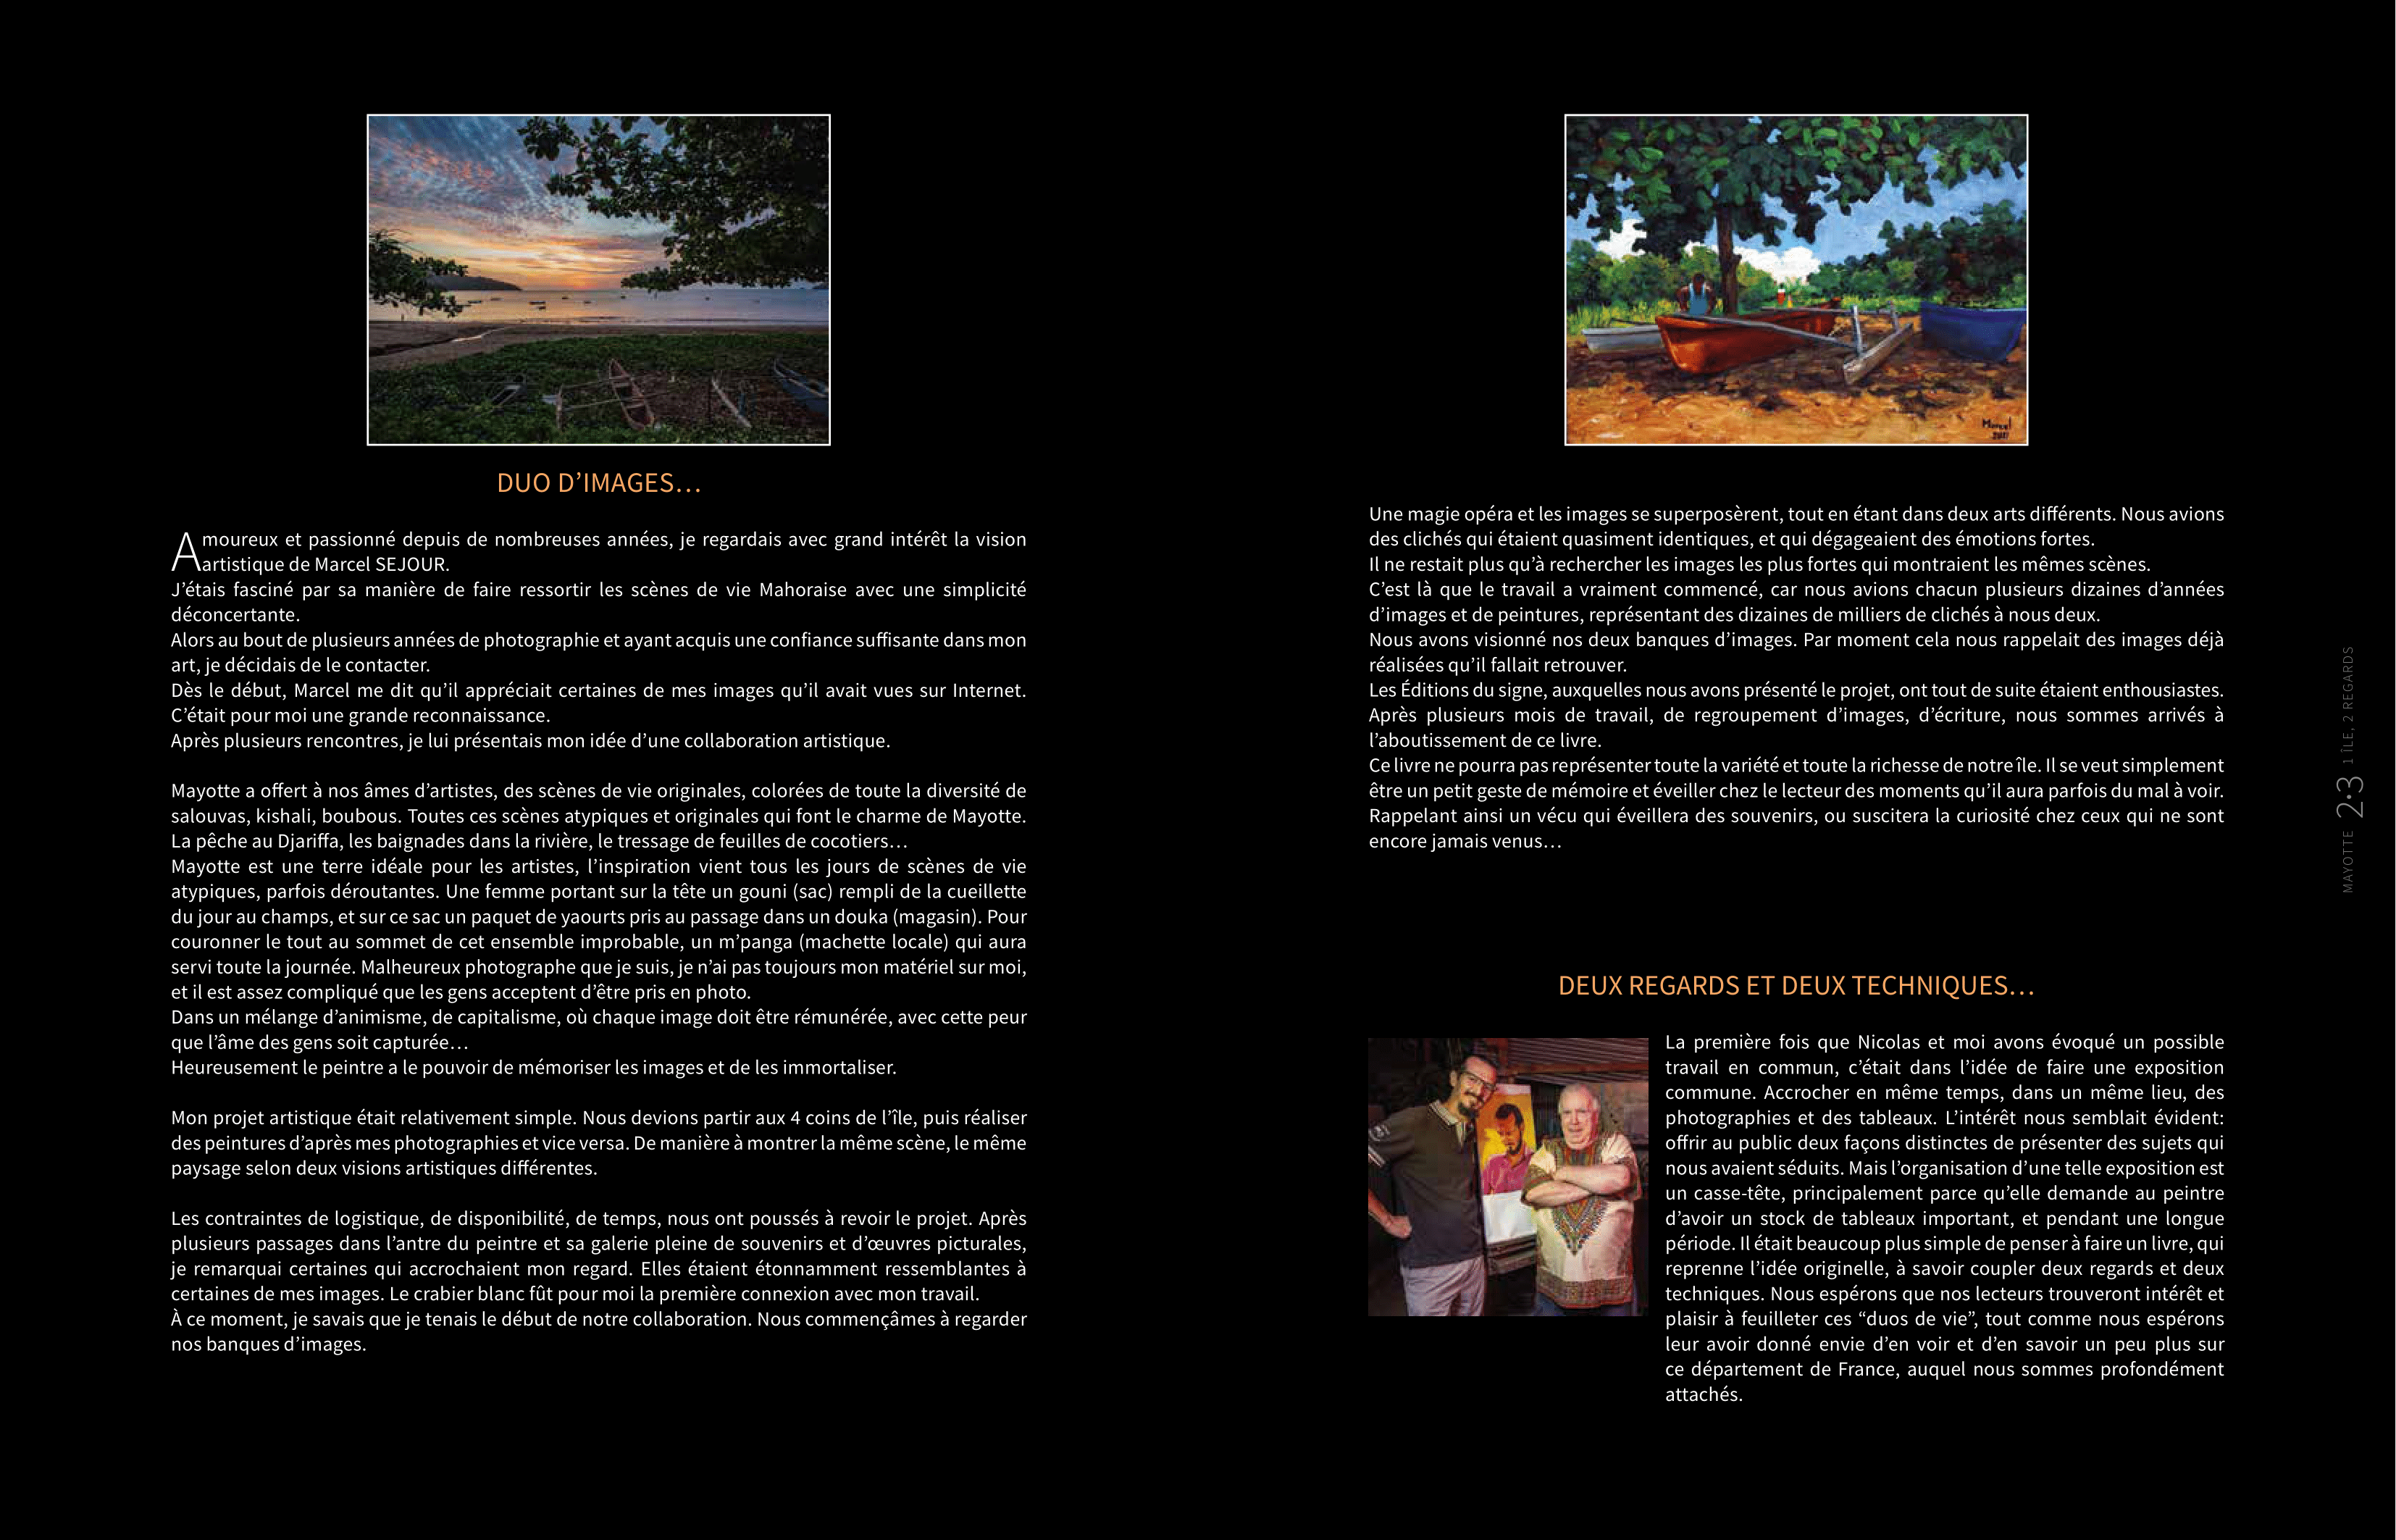 DUO D’IMAGES…
Amoureux et passionné depuis de nombreuses années, je regardais avec grand intérêt la vision
artistique de Marcel SEJOUR.
J’étais fasciné par sa manière de faire ressortir les scènes de vie Mahoraise avec une simplicité
déconcertante.
Alors au bout de plusieurs années de photographie et ayant acquis une confiance suffisante dans mon
art, je décidais de le contacter.
Dès le début, Marcel me dit qu’il appréciait certaines de mes images qu’il avait vues sur Internet.
C’était pour moi une grande reconnaissance.
Après plusieurs rencontres, je lui présentais mon idée d’une collaboration artistique.
Mayotte a offert à nos âmes d’artistes, des scènes de vie originales, colorées de toute la diversité de
salouvas, kishali, boubous. Toutes ces scènes atypiques et originales qui font le charme de Mayotte.
La pêche au Djariffa, les baignades dans la rivière, le tressage de feuilles de cocotiers…
Mayotte est une terre idéale pour les artistes, l’inspiration vient tous les jours de scènes de vie
atypiques, parfois déroutantes. Une femme portant sur la tête un gouni (sac) rempli de la cueillette
du jour au champs, et sur ce sac un paquet de yaourts pris au passage dans un douka (magasin). Pour
couronner le tout au sommet de cet ensemble improbable, un m’panga (machette locale) qui aura
servi toute la journée. Malheureux photographe que je suis, je n’ai pas toujours mon matériel sur moi,
et il est assez compliqué que les gens acceptent d’être pris en photo.
Dans un mélange d’animisme, de capitalisme, où chaque image doit être rémunérée, avec cette peur
que l’âme des gens soit capturée…
Heureusement le peintre a le pouvoir de mémoriser les images et de les immortaliser.
Mon projet artistique était relativement simple. Nous devions partir aux 4 coins de l’île, puis réaliser
des peintures d’après mes photographies et vice versa. De manière à montrer la même scène, le même
paysage selon deux visions artistiques différentes.
Les contraintes de logistique, de disponibilité, de temps, nous ont poussés à revoir le projet. Après
plusieurs passages dans l’antre du peintre et sa galerie pleine de souvenirs et d’œuvres picturales,
je remarquai certaines qui accrochaient mon regard. Elles étaient étonnamment ressemblantes à
certaines de mes images. Le crabier blanc fût pour moi la première connexion avec mon travail.
À ce moment, je savais que je tenais le début de notre collaboration. Nous commençâmes à regarder
nos banques d’images.
Marcel
Une magie opéra et les images se superposèrent, tout en étant dans deux arts différents. Nous avions
des clichés qui étaient quasiment identiques, et qui dégageaient des émotions fortes.
Il ne restait plus qu’à rechercher les images les plus fortes qui montraient les mêmes scènes.
C’est là que le travail a vraiment commencé, car nous avions chacun plusieurs dizaines d’années
d’images et de peintures, représentant des dizaines de milliers de clichés à nous deux.
Nous avons visionné nos deux banques d’images. Par moment cela nous rappelait des images déjà
réalisées qu’il fallait retrouver.
Les Éditions du signe, auxquelles nous avons présenté le projet, ont tout de suite étaient enthousiastes.
Après plusieurs mois de travail, de regroupement d’images, d’écriture, nous sommes arrivés à
l’aboutissement de ce livre.
Ce livre ne pourra pas représenter toute la variété et toute la richesse de notre île. Il se veut simplement
être un petit geste de mémoire et éveiller chez le lecteur des moments qu’il aura parfois du mal à voir.
Rappelant ainsi un vécu qui éveillera des souvenirs, ou suscitera la curiosité chez ceux qui ne sont
encore jamais venus…
DEUX REGARDS ET DEUX TECHNIQUES…
La première fois que Nicolas et moi avons évoqué un possible
travail en commun, c’était dans l’idée de faire une exposition
commune. Accrocher en même temps, dans un même lieu, des
photographies et des tableaux. L’intérêt nous semblait évident:
offrir au public deux façons distinctes de présenter des sujets qui
nous avaient séduits. Mais l’organisation d’une telle exposition est
un casse-tête, principalement parce qu’elle demande au peintre
d’avoir un stock de tableaux important, et pendant une longue
période. Il était beaucoup plus simple de penser à faire un livre, qui
reprenne l’idée originelle, à savoir coupler deux regards et deux
techniques. Nous espérons que nos lecteurs trouveront intérêt et
plaisir à feuilleter ces “duos de vie”, tout comme nous espérons
leur avoir donné envie d’en voir et d’en savoir un peu plus sur
ce département de France, auquel nous sommes profondément
attachés.
MAYOTTE 2•3 1 ÎLE, 2 REGARDS